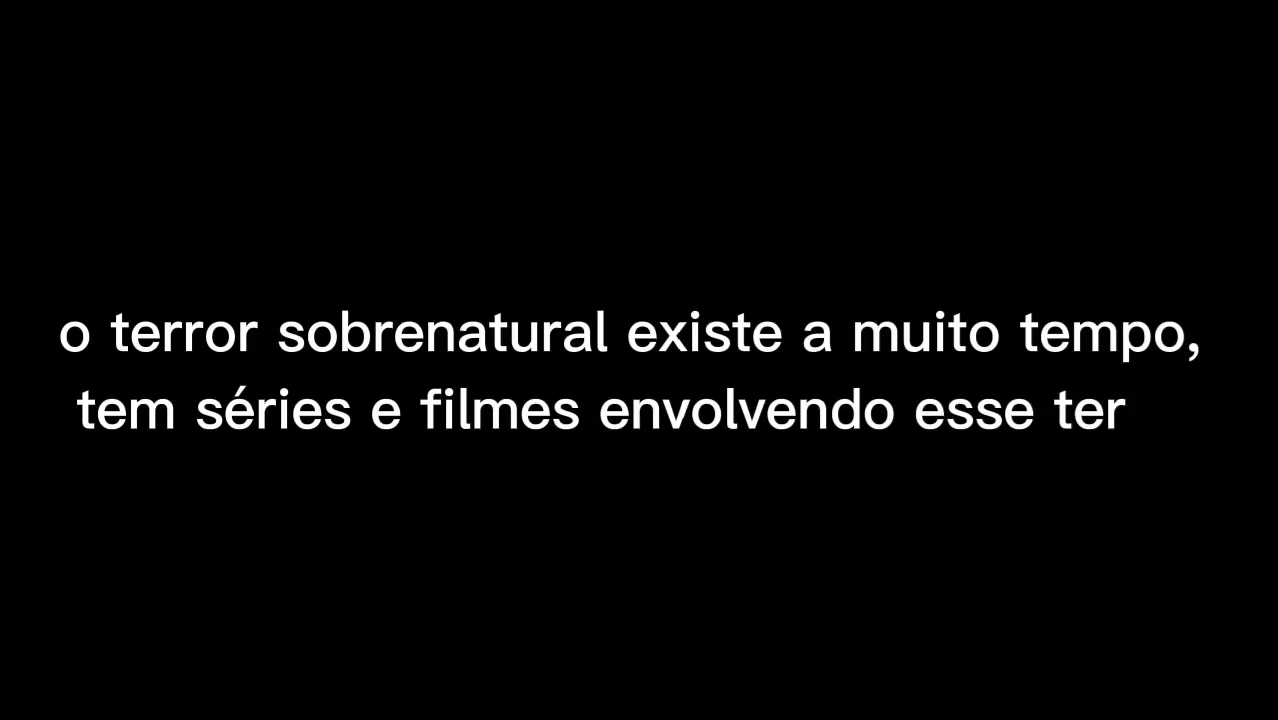 o terror sobrenatural existe a muito tempo,
tem séries e filmes envolvendo esse ter